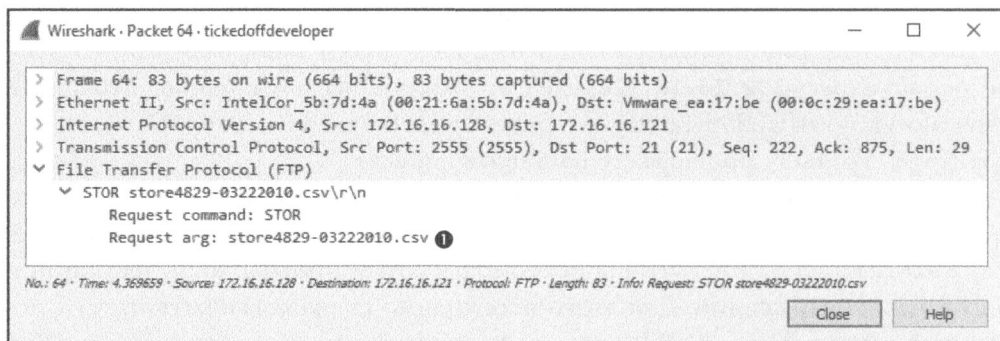 Wireshark · Packet 64 · tickedoffdeveloper
> Frame 64: 83 bytes on wire (664 bits), 83 bytes captured (664 bits)
> Ethernet II, Src: IntelCor_5b:7d:4a (00:21:6a:5b:7d:4a), Dst: Vmware_ea:17:be (00:0c:29:ea:17:be)
> Internet Protocol Version 4, Src: 172.16.16.128, Dst: 172.16.16.121
> Transmission Control Protocol, Src Port: 2555 (2555), Dst Port: 21 (21), Seq: 222, Ack: 875, Len: 29
File Transfer Protocol (FTP)
STOR store4829-03222010.csv\r\n
Request command: STOR
Request arg: store4829-03222010.csv ❶
No.: 64 · Time: 4.369659 · Source: 172.16.16.128 · Destination: 172.16.16.121 · Protocol: FTP · Length: 83 · Info: Request: STOR store4829-03222010.csv
Close Help